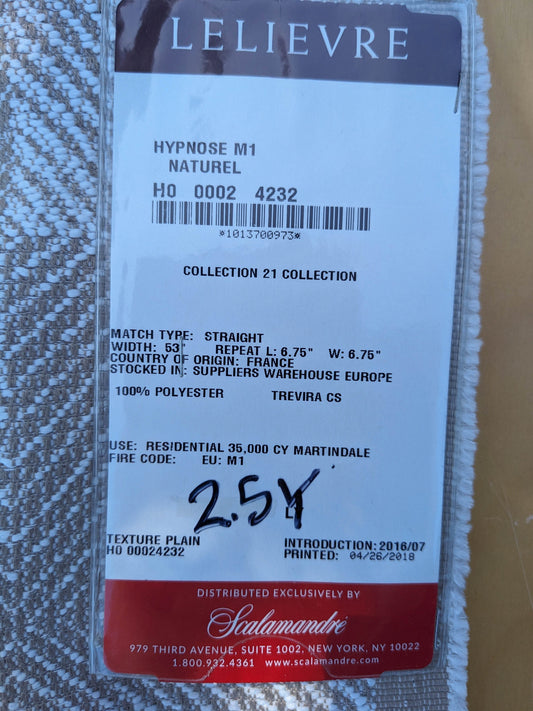 LELIEVRE
HYPNOSE M1
NATUREL
H0 0002 4232
*1013700973*
COLLECTION 21 COLLECTION
MATCH TYPE: STRAIGHT
WIDTH: 53" REPEAT L: 6.75" W: 6.75"
COUNTRY OF ORIGIN: FRANCE
STOCKED IN: SUPPLIERS WAREHOUSE EUROPE
100% POLYESTER TREVIRA CS
USE: RESIDENTIAL 35,000 CY MARTINDALE
FIRE CODE: EU: M1
2.5Y
TEXTURE PLAIN INTRODUCTION: 2016/07
H0 00024232 PRINTED: 04/26/2018
DISTRIBUTED EXCLUSIVELY BY
Scalamandré
979 THIRD AVENUE, SUITE 1002, NEW YORK, NY 10022
1.800.932.4361 www.scalamandre.com